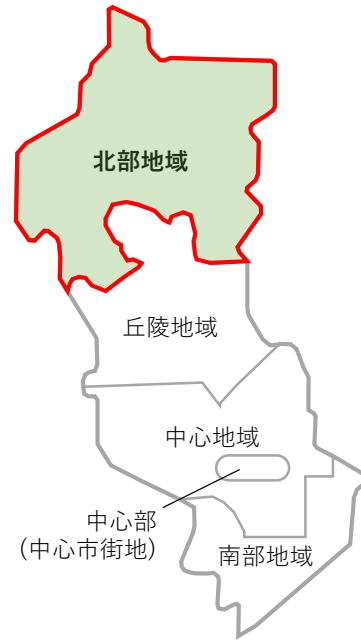 北部地域
丘陵地域
中心地域
中心部
(中心市街地)
南部地域